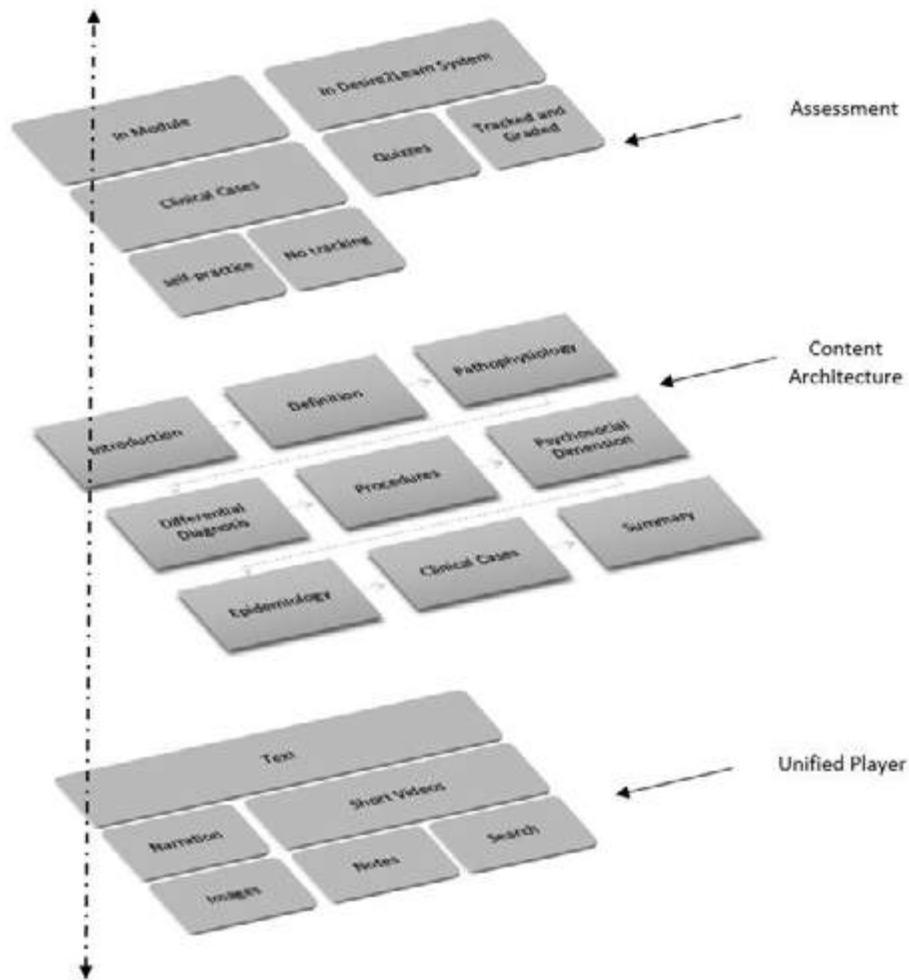 In Desire2Learn System
In Module
Assessment
Tracked and
Graded
Quizzes
Clinical Cases
No tracking
self-practice
Content
Architecture
Pathophysiology
Definition
Introduction
Psychosocial
Dimension
Procedures
Differential
Diagnosis
Summary
Clinical Cases
Epidemiology
Text
Unified Player
Short Videos
Narration
Search
Notes
Images